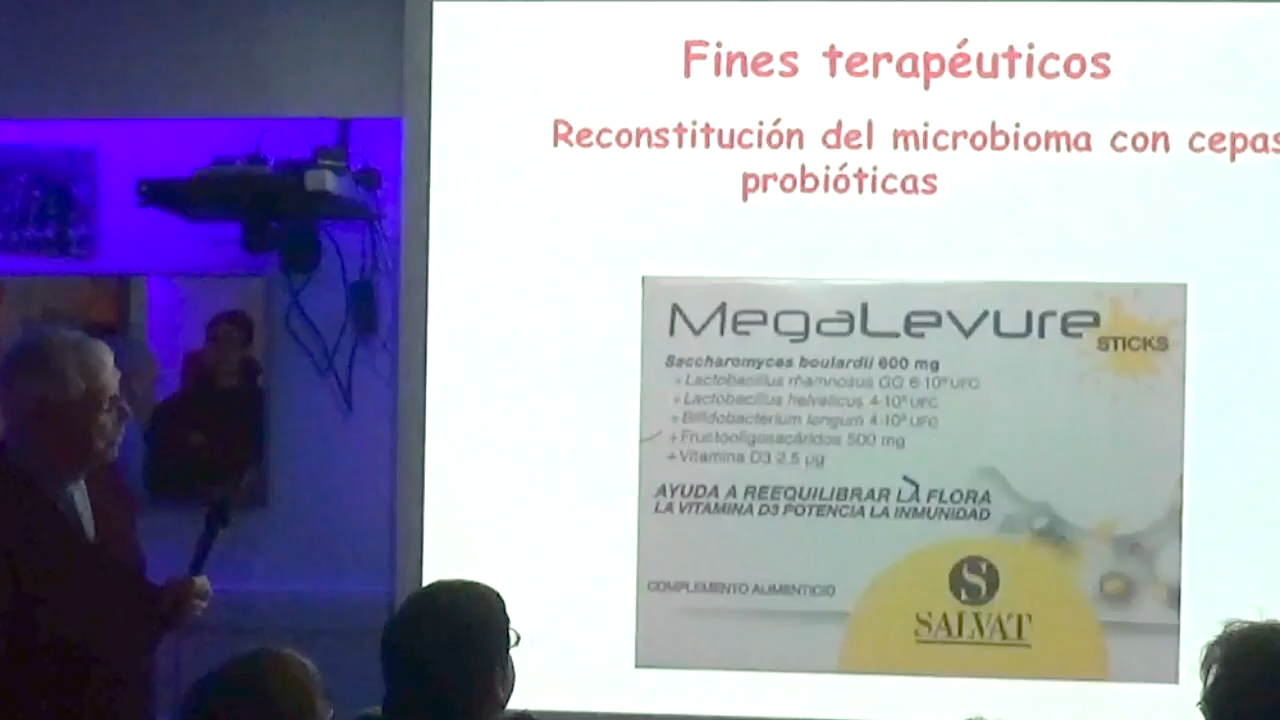 Fines terapéuticos
Reconstitución del microbioma con cepas
probióticas
MegaLevure
STICKS
Saccharomyces boulardii 600 mg
+Lactobacillus rhamnosus GG 6·10⁹ UFC
+Lactobacillus helveticus 4·10⁹ UFC
+Bifidobacterium longum 4·10⁹ UFC
+Fructooligosacáridos 500 mg
+Vitamina D3 2,5 µg
AYUDA A REEQUILIBRAR LA FLORA
LA VITAMINA D3 POTENCIA LA INMUNIDAD
COMPLEMENTO ALIMENTICIO
S
SALVAT